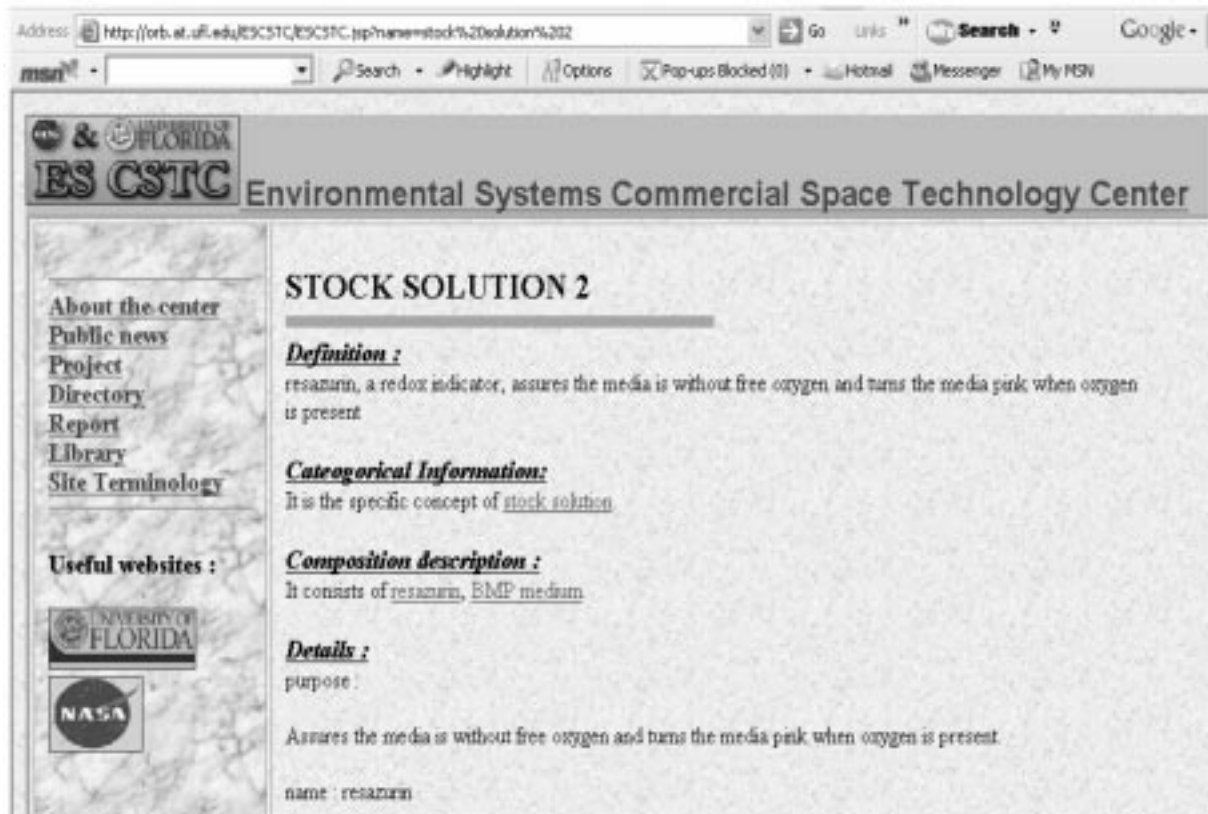 Address http://orb.at.ufl.edu/ESCSTC/ESCSTC.jsp?name=stock%20solution%202 Go Links » Search Google
msn Search Highlight Options Pop-ups Blocked (0) Hotmail Messenger My MSN
& UNIVERSITY OF FLORIDA
ES CSTC
Environmental Systems Commercial Space Technology Center
About the center
Public news
Project
Directory
Report
Library
Site Terminology
Useful websites :
UNIVERSITY OF
FLORIDA
NASA
STOCK SOLUTION 2
Definition :
resazurin, a redox indicator, assures the media is without free oxygen and turns the media pink when oxygen
is present
Cateogorical Information:
It is the specific concept of stock solution
Composition description :
It consists of resazurin, BMP medium
Details :
purpose :
Assures the media is without free oxygen and turns the media pink when oxygen is present.
name : resazurin